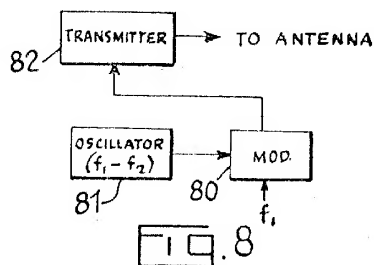 TRANSMITTER
TO ANTENNA
82
OSCILLATOR
(f₁ - f₂)
81
80
MOD.
f₁
Fig. 8